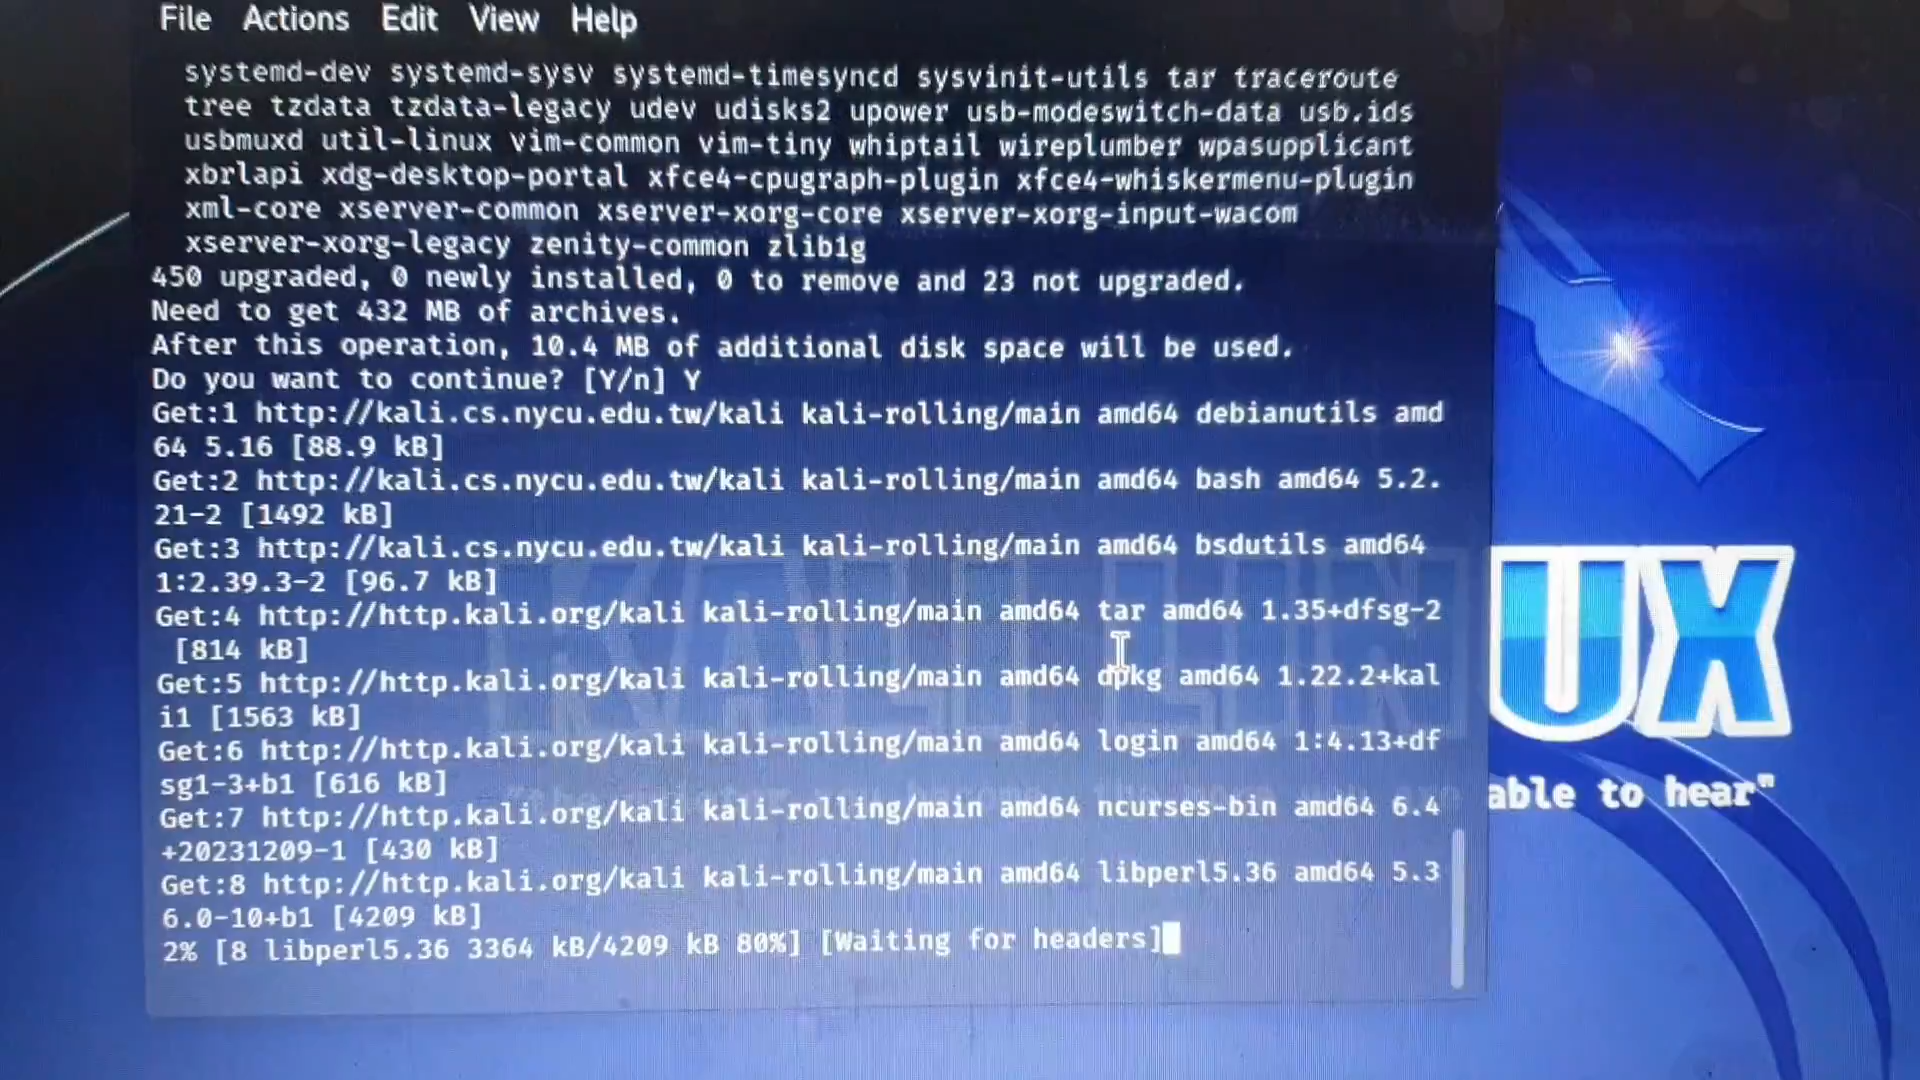 File Actions Edit View Help
systemd-dev systemd-sysv systemd-timesyncd sysvinit-utils tar traceroute
tree tzdata tzdata-legacy udev udisks2 upower usb-modeswitch-data usb.ids
usbmuxd util-linux vim-common vim-tiny whiptail wireplumber wpasupplicant
xbrlapi xdg-desktop-portal xfce4-cpugraph-plugin xfce4-whiskermenu-plugin
xml-core xserver-common xserver-xorg-core xserver-xorg-input-wacom
xserver-xorg-legacy zenity-common zlib1g
450 upgraded, 0 newly installed, 0 to remove and 23 not upgraded.
Need to get 432 MB of archives.
After this operation, 10.4 MB of additional disk space will be used.
Do you want to continue? [Y/n] Y
Get:1 http://kali.cs.nycu.edu.tw/kali kali-rolling/main amd64 debianutils amd
64 5.16 [88.9 kB]
Get:2 http://kali.cs.nycu.edu.tw/kali kali-rolling/main amd64 bash amd64 5.2.
21-2 [1492 kB]
Get:3 http://kali.cs.nycu.edu.tw/kali kali-rolling/main amd64 bsdutils amd64
1:2.39.3-2 [96.7 kB]
Get:4 http://http.kali.org/kali kali-rolling/main amd64 tar amd64 1.35+dfsg-2
[814 kB]
Get:5 http://http.kali.org/kali kali-rolling/main amd64 dpkg amd64 1.22.2+kal
i1 [1563 kB]
Get:6 http://http.kali.org/kali kali-rolling/main amd64 login amd64 1:4.13+df
sg1-3+b1 [616 kB]
Get:7 http://http.kali.org/kali kali-rolling/main amd64 ncurses-bin amd64 6.4
+20231209-1 [430 kB]
Get:8 http://http.kali.org/kali kali-rolling/main amd64 libperl5.36 amd64 5.3
6.0-10+b1 [4209 kB]
2% [8 libperl5.36 3364 kB/4209 kB 80%] [Waiting for headers]
KALI LINUX
able to hear"